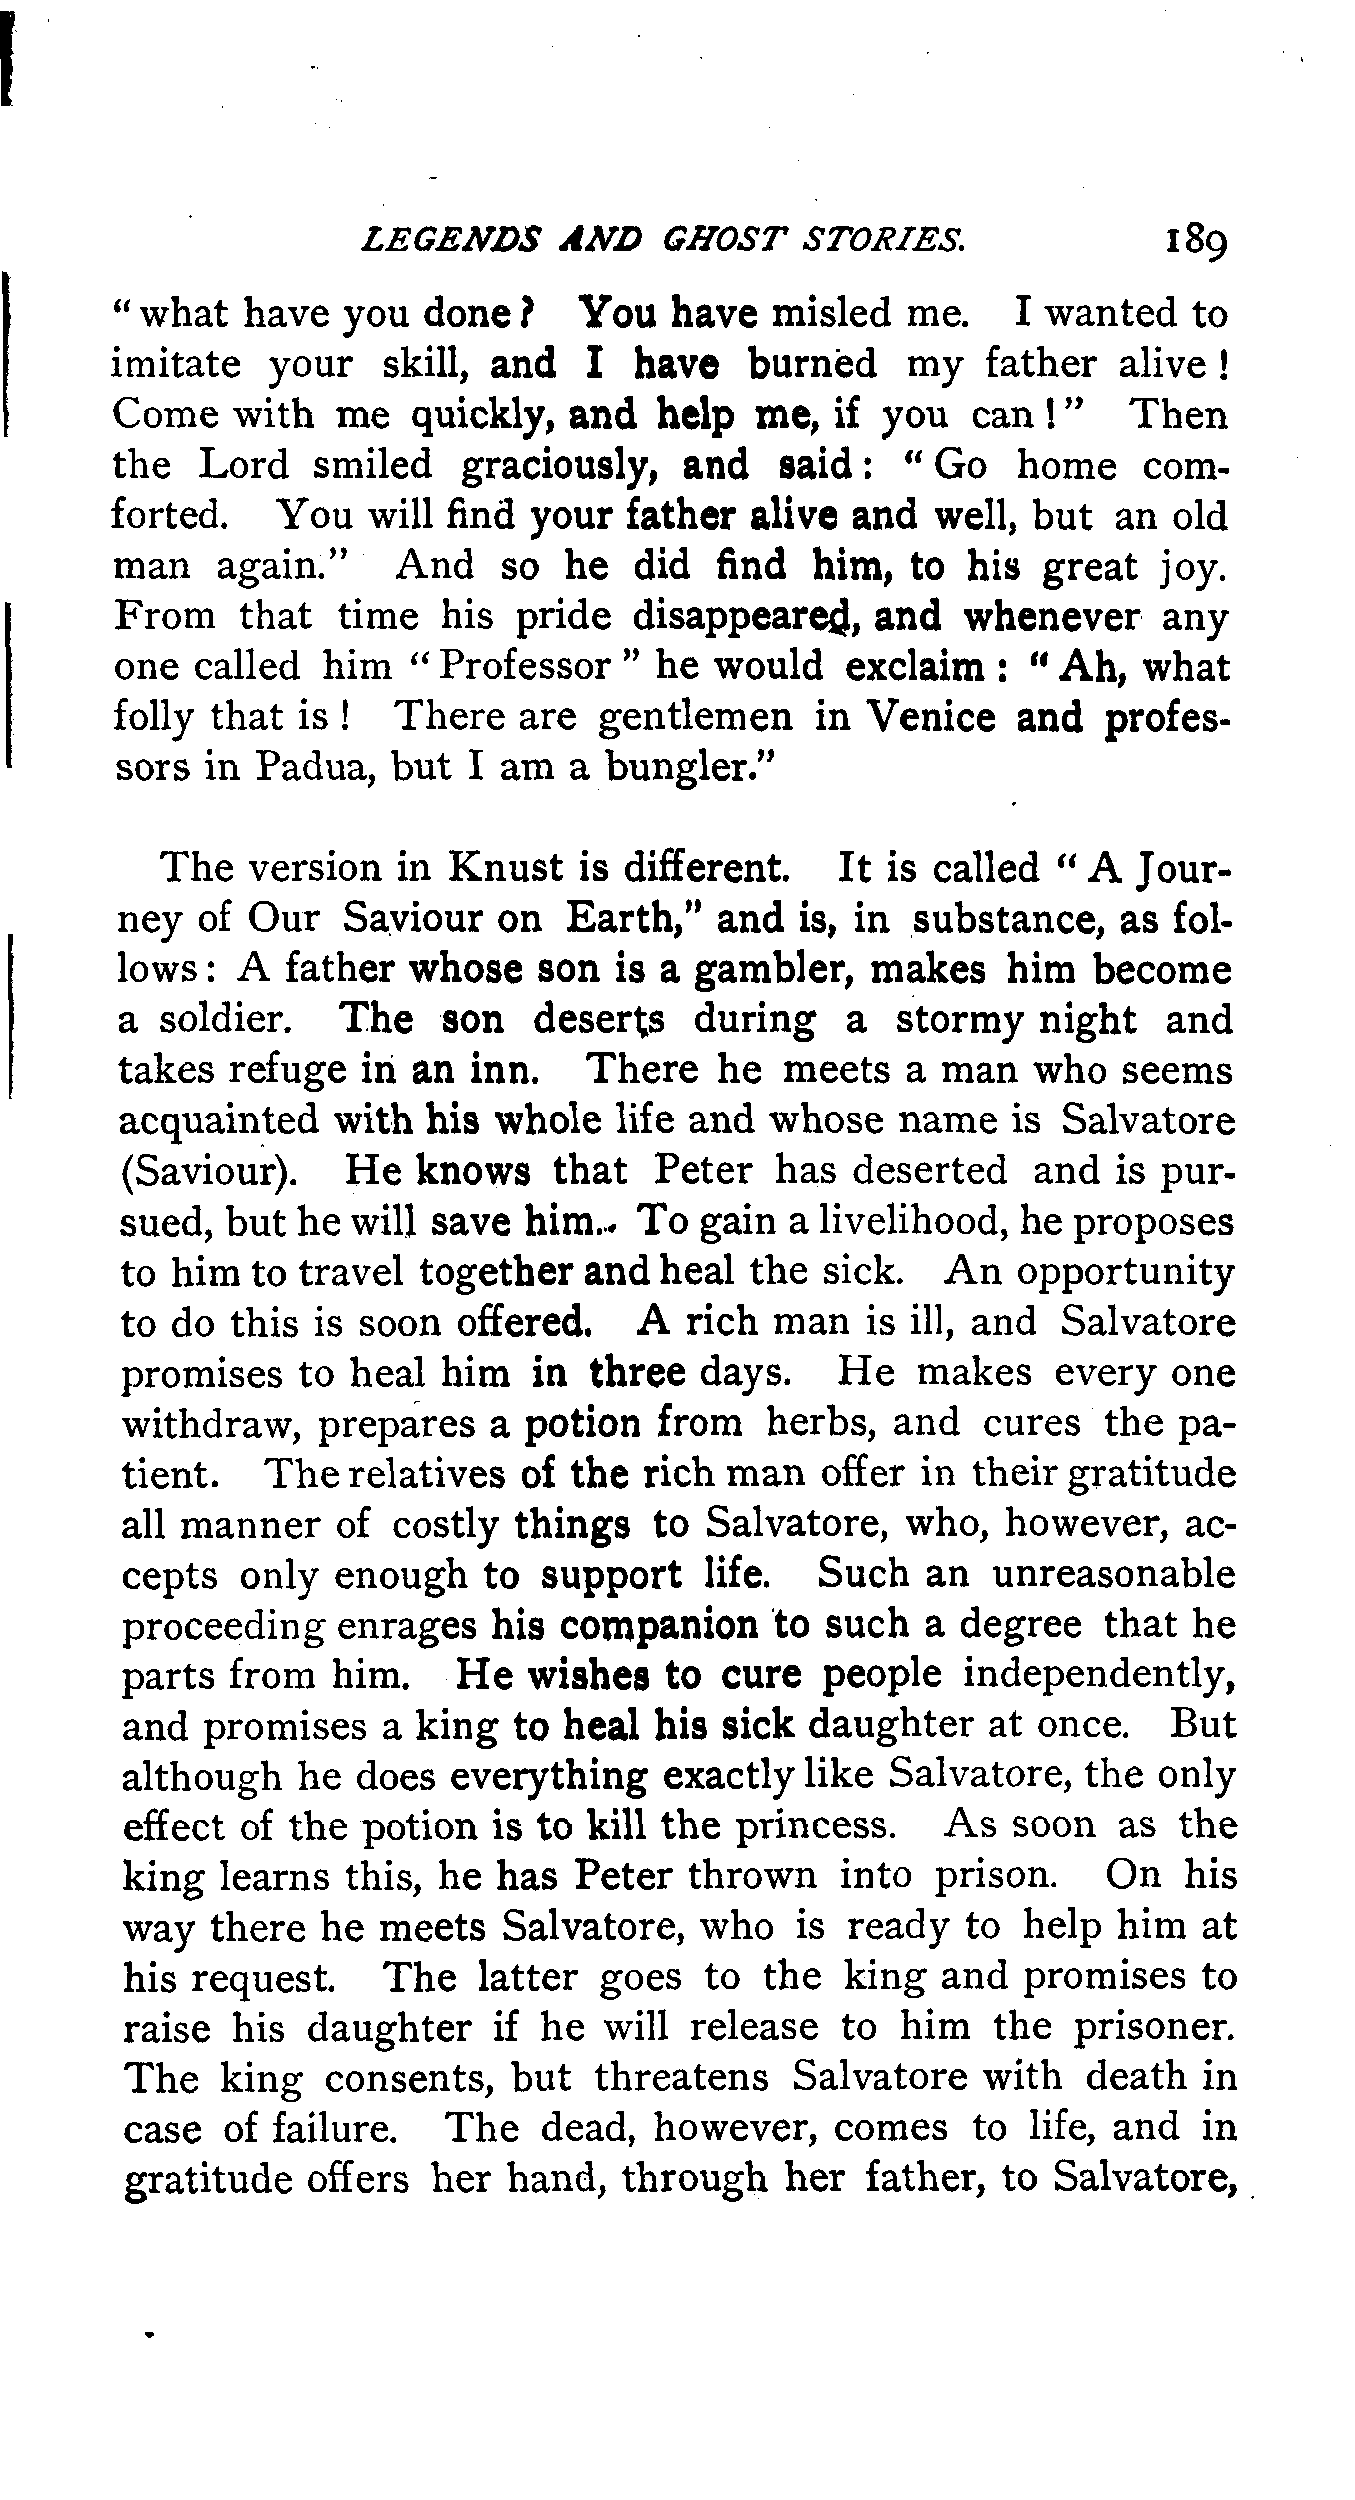 LEGENDS AND GHOST STORIES. 189
“ what have you done ? You have misled me. I wanted to
imitate your skill, and I have burned my father alive !
Come with me quickly, and help me, if you can ! ” Then
the Lord smiled graciously, and said : “ Go home com-
forted. You will find your father alive and well, but an old
man again.” And so he did find him, to his great joy.
From that time his pride disappeared, and whenever any
one called him “ Professor ” he would exclaim : “ Ah, what
folly that is ! There are gentlemen in Venice and profes-
sors in Padua, but I am a bungler.”
The version in Knust is different. It is called “ A Jour-
ney of Our Saviour on Earth,” and is, in substance, as fol-
lows : A father whose son is a gambler, makes him become
a soldier. The son deserts during a stormy night and
takes refuge in an inn. There he meets a man who seems
acquainted with his whole life and whose name is Salvatore
(Saviour). He knows that Peter has deserted and is pur-
sued, but he will save him. To gain a livelihood, he proposes
to him to travel together and heal the sick. An opportunity
to do this is soon offered. A rich man is ill, and Salvatore
promises to heal him in three days. He makes every one
withdraw, prepares a potion from herbs, and cures the pa-
tient. The relatives of the rich man offer in their gratitude
all manner of costly things to Salvatore, who, however, ac-
cepts only enough to support life. Such an unreasonable
proceeding enrages his companion to such a degree that he
parts from him. He wishes to cure people independently,
and promises a king to heal his sick daughter at once. But
although he does everything exactly like Salvatore, the only
effect of the potion is to kill the princess. As soon as the
king learns this, he has Peter thrown into prison. On his
way there he meets Salvatore, who is ready to help him at
his request. The latter goes to the king and promises to
raise his daughter if he will release to him the prisoner.
The king consents, but threatens Salvatore with death in
case of failure. The dead, however, comes to life, and in
gratitude offers her hand, through her father, to Salvatore,